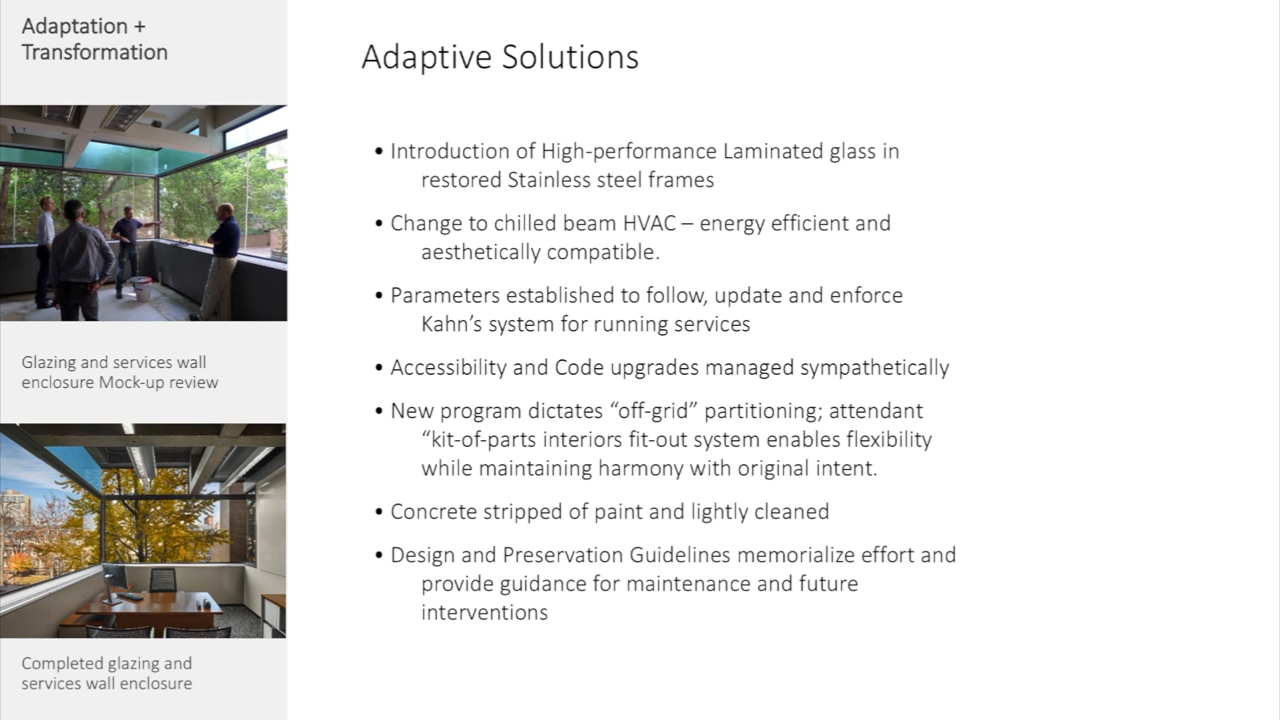 Adaptation +
Transformation
Glazing and services wall
enclosure Mock-up review
Completed glazing and
services wall enclosure
Adaptive Solutions
• Introduction of High-performance Laminated glass in
restored Stainless steel frames
• Change to chilled beam HVAC – energy efficient and
aesthetically compatible.
• Parameters established to follow, update and enforce
Kahn’s system for running services
• Accessibility and Code upgrades managed sympathetically
• New program dictates “off-grid” partitioning; attendant
“kit-of-parts interiors fit-out system enables flexibility
while maintaining harmony with original intent.
• Concrete stripped of paint and lightly cleaned
• Design and Preservation Guidelines memorialize effort and
provide guidance for maintenance and future
interventions